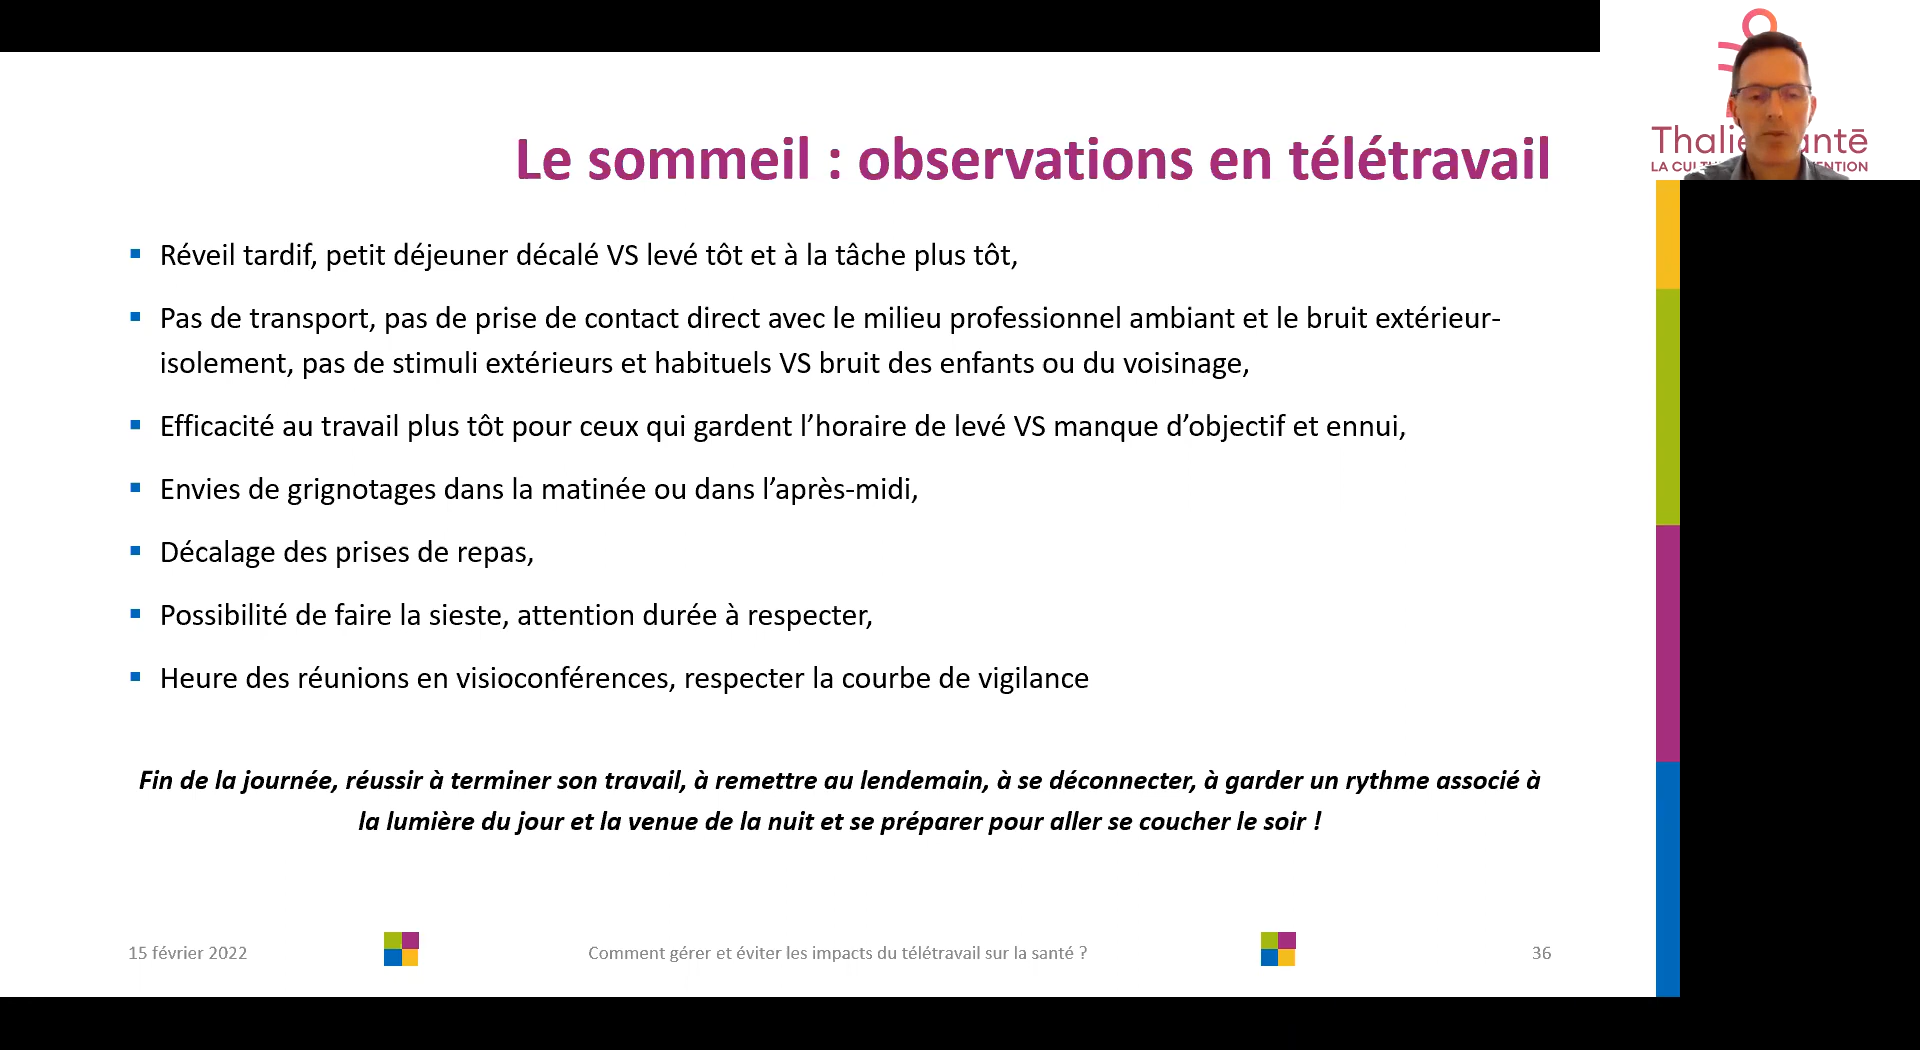 Le sommeil : observations en télétravail
Réveil tardif, petit déjeuner décalé VS levé tôt et à la tâche plus tôt,
Pas de transport, pas de prise de contact direct avec le milieu professionnel ambiant et le bruit extérieur-
isolement, pas de stimuli extérieurs et habituels VS bruit des enfants ou du voisinage,
Efficacité au travail plus tôt pour ceux qui gardent l’horaire de levé VS manque d’objectif et ennui,
Envies de grignotages dans la matinée ou dans l’après-midi,
Décalage des prises de repas,
Possibilité de faire la sieste, attention durée à respecter,
Heure des réunions en visioconférences, respecter la courbe de vigilance
Fin de la journée, réussir à terminer son travail, à remettre au lendemain, à se déconnecter, à garder un rythme associé à
la lumière du jour et la venue de la nuit et se préparer pour aller se coucher le soir !
15 février 2022
Comment gérer et éviter les impacts du télétravail sur la santé ?
36
LA